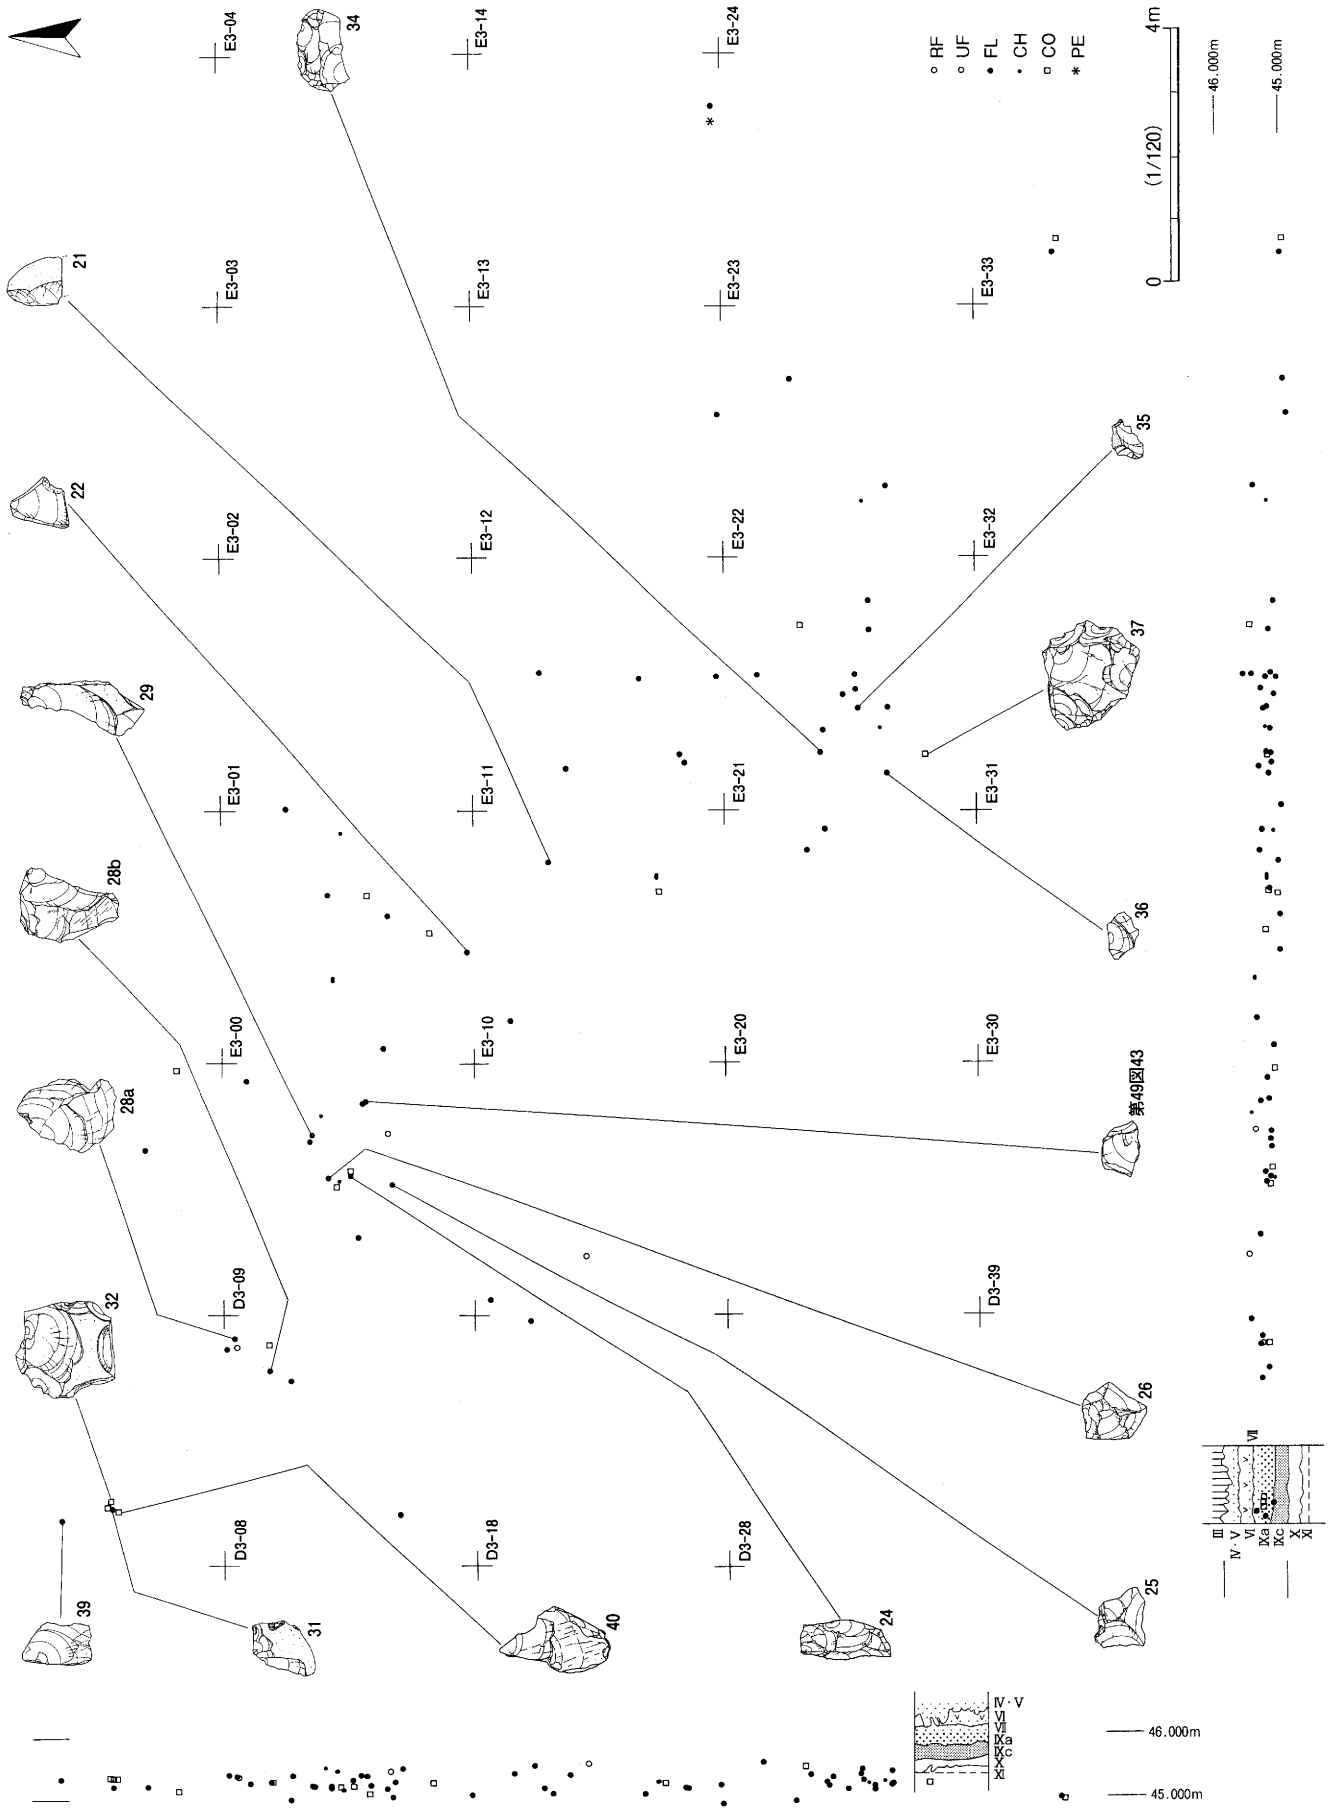 E3-04
34
E3-14
E3-24
RF
UF
FL
CH
CO
* PE
4m
(1/120)
0
46.000m
45.000m
21
E3-03
E3-13
E3-23
E3-33
22
E3-02
E3-12
E3-22
E3-32
35
29
E3-01
E3-11
E3-21
E3-31
37
28b
36
28a
E3-00
E3-10
E3-20
E3-30
第49図43
32
D3-09
D3-39
26
39
D3-08
D3-18
D3-28
31
40
24
25
III
IV・V
VI
VII
IXa
IXc
X
XI
IV・V
VI
VII
IXa
IXc
X
XI
46.000m
45.000m